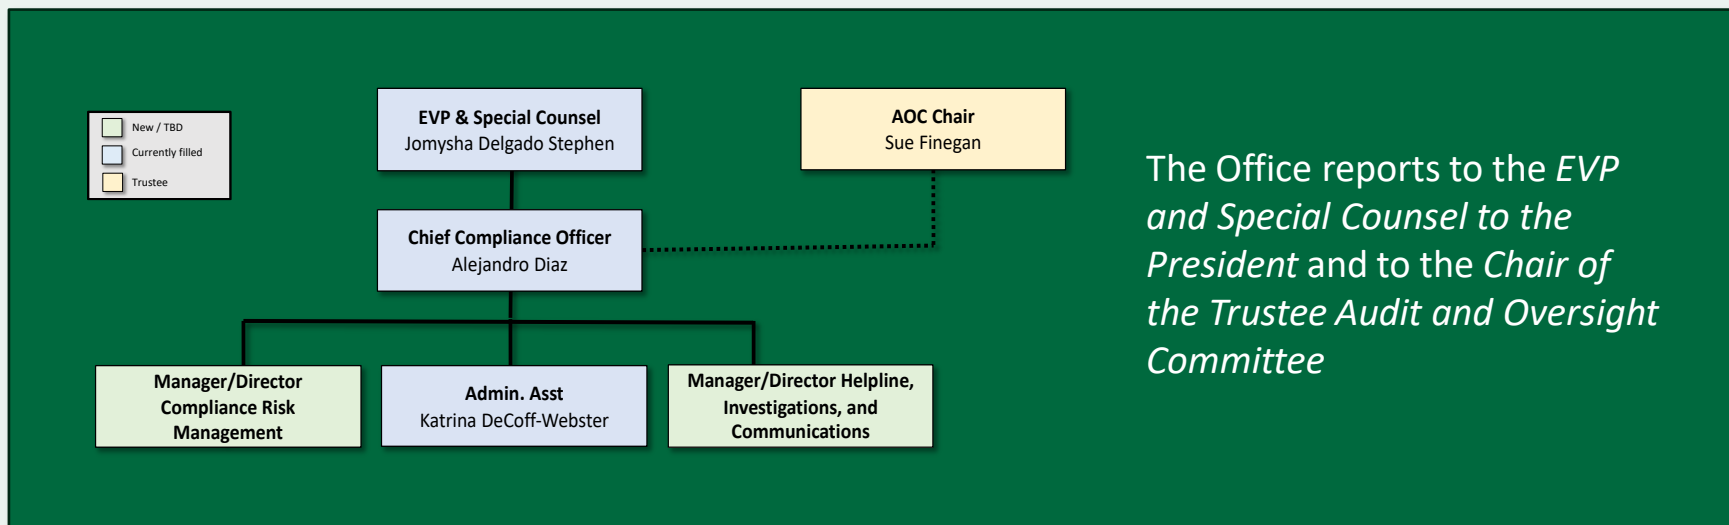 New / TBD
Currently filled
Trustee
EVP & Special Counsel
Jomysha Delgado Stephen
AOC Chair
Sue Finegan
Chief Compliance Officer
Alejandro Diaz
Manager/Director
Compliance Risk
Management
Admin. Asst
Katrina DeCoff-Webster
Manager/Director Helpline,
Investigations, and
Communications
The Office reports to the EVP
and Special Counsel to the
President and to the Chair of
the Trustee Audit and Oversight
Committee